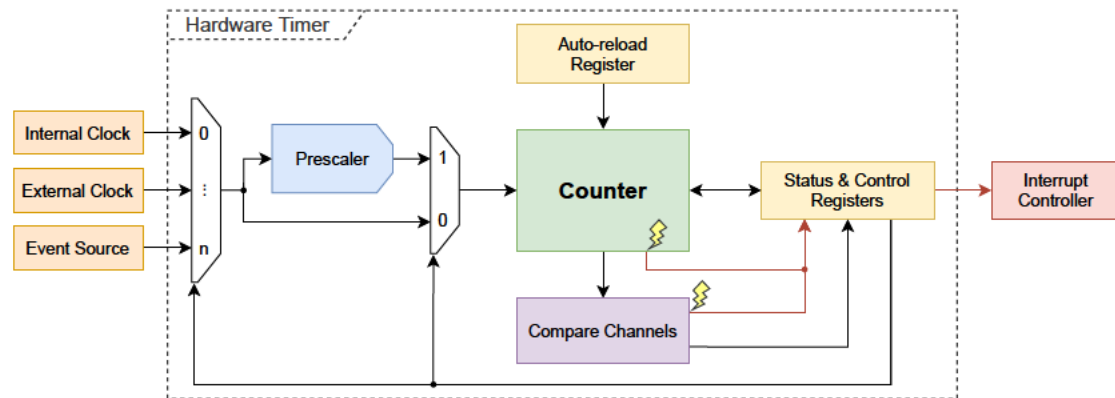 Hardware Timer
Auto-reload
Register
Internal Clock
External Clock
Event Source
0
⋮
n
Prescaler
1
0
Counter
Status & Control
Registers
Interrupt
Controller
Compare Channels